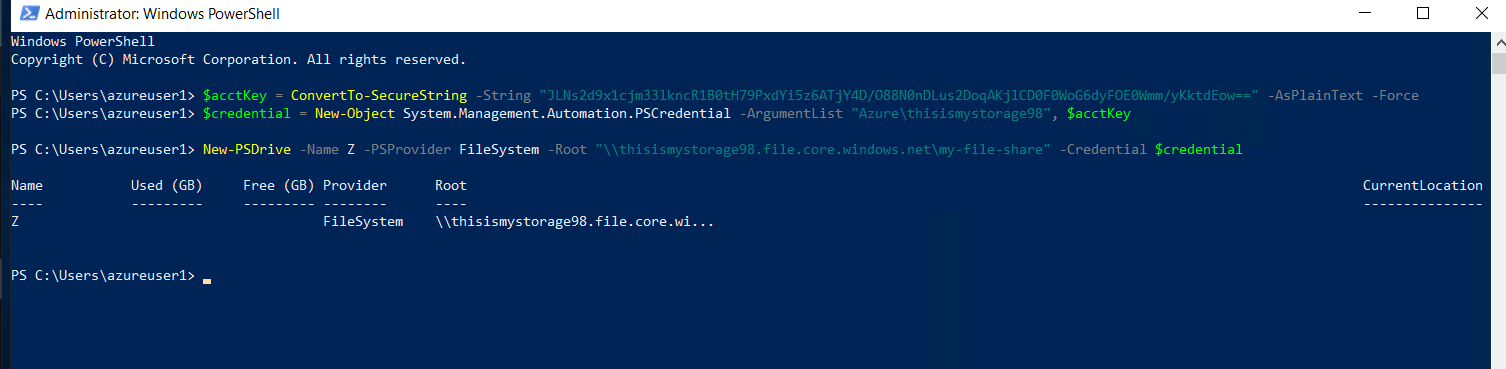 Administrator: Windows PowerShell
Windows PowerShell
Copyright (C) Microsoft Corporation. All rights reserved.
PS C:\Users\azureuser1> $acctKey = ConvertTo-SecureString -String "JLNs2d9x1cjm33lkncR1B0tH79PxdYi5z6ATjY4D/O88N0nDLus2DoqAKjlCD0F0WoG6dyFOE0Wmm/yKktdEow==" -AsPlainText -Force
PS C:\Users\azureuser1> $credential = New-Object System.Management.Automation.PSCredential -ArgumentList "Azure\thisismystorage98", $acctKey
PS C:\Users\azureuser1> New-PSDrive -Name Z -PSProvider FileSystem -Root "\\thisismystorage98.file.core.windows.net\my-file-share" -Credential $credential
Name Used (GB) Free (GB) Provider Root CurrentLocation
---- --------- --------- -------- ---- ---------------
Z FileSystem \\thisismystorage98.file.core.wi...
PS C:\Users\azureuser1>